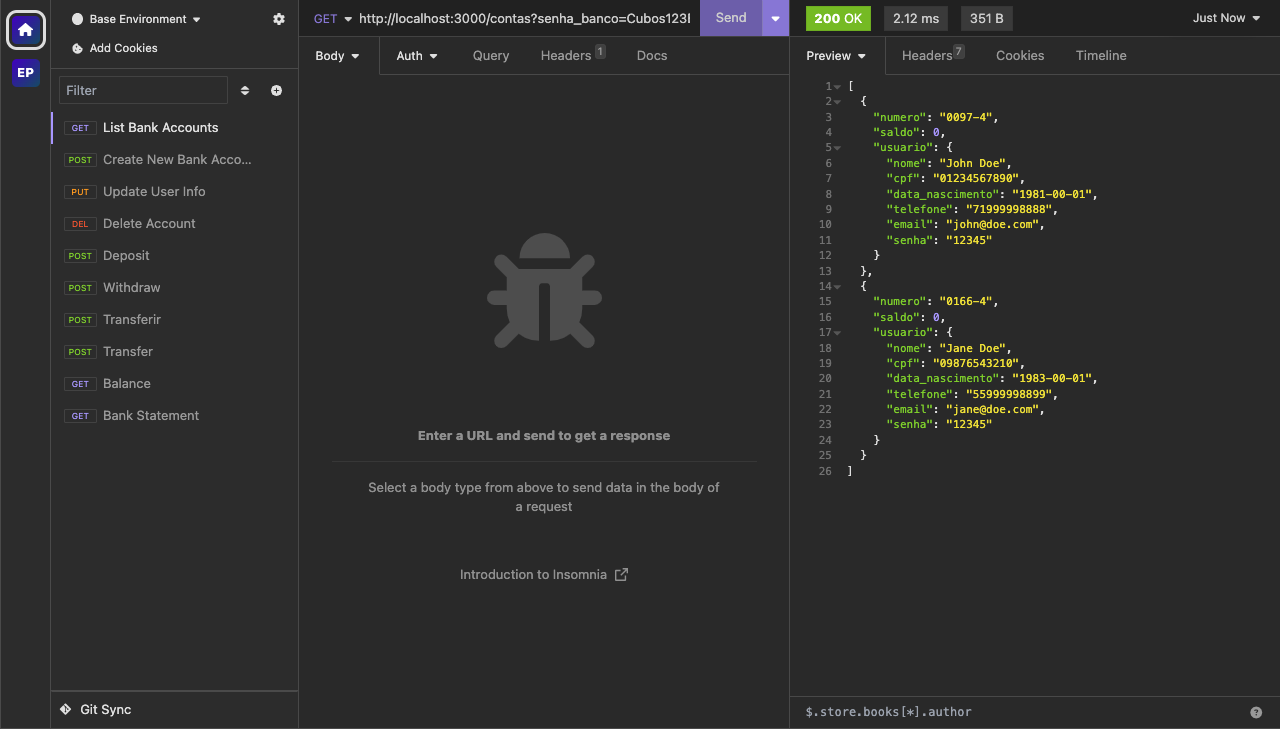 Base Environment
Add Cookies
EP
Filter
GET List Bank Accounts
POST Create New Bank Acco...
PUT Update User Info
DEL Delete Account
POST Deposit
POST Withdraw
POST Transferir
POST Transfer
GET Balance
GET Bank Statement
Git Sync
GET http://localhost:3000/contas?senha_banco=Cubos123 Send
Body Auth Query Headers 1 Docs
Enter a URL and send to get a response
Select a body type from above to send data in the body of
a request
Introduction to Insomnia
200 OK 2.12 ms 351 B Just Now
Preview Headers 7 Cookies Timeline
1 [
2 {
3 "numero": "0097-4",
4 "saldo": 0,
5 "usuario": {
6 "nome": "John Doe",
7 "cpf": "01234567890",
8 "data_nascimento": "1981-00-01",
9 "telefone": "71999998888",
10 "email": "john@doe.com",
11 "senha": "12345"
12 }
13 },
14 {
15 "numero": "0166-4",
16 "saldo": 0,
17 "usuario": {
18 "nome": "Jane Doe",
19 "cpf": "09876543210",
20 "data_nascimento": "1983-00-01",
21 "telefone": "55999998899",
22 "email": "jane@doe.com",
23 "senha": "12345"
24 }
25 }
26 ]
$.store.books[*].author
?